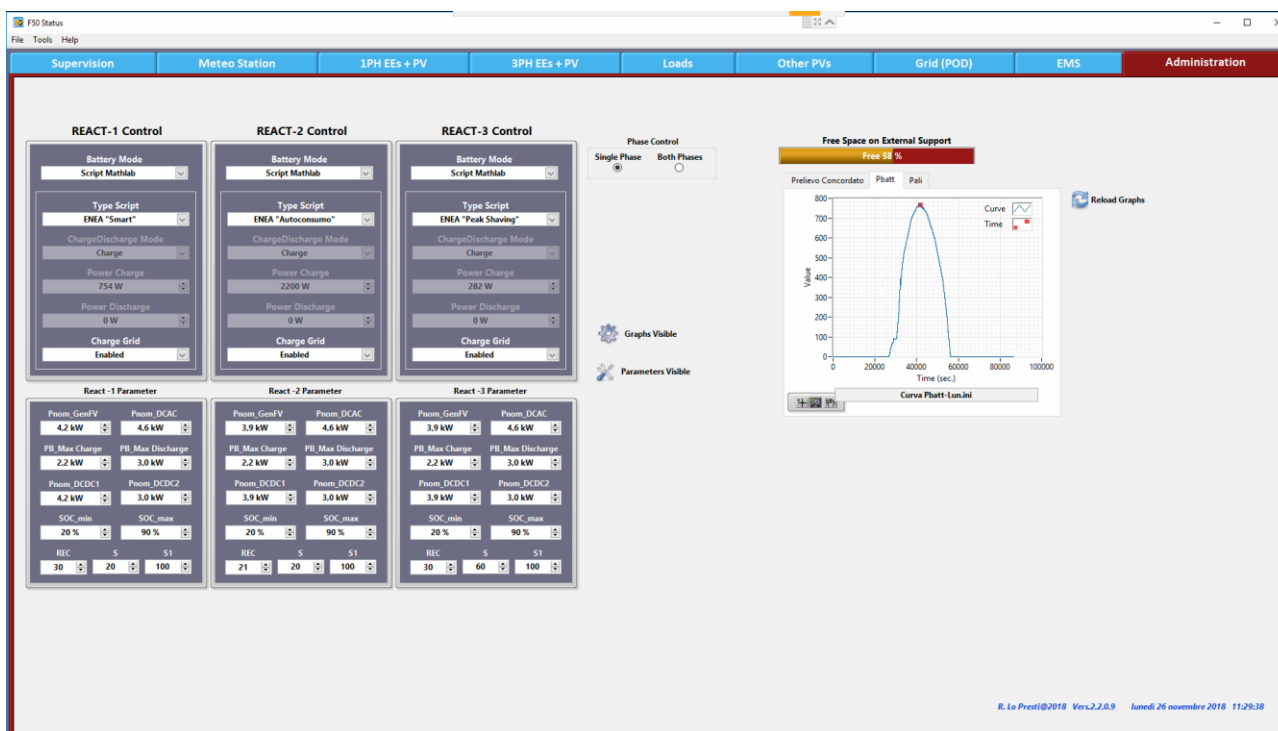 F50 Status
File Tools Help
Supervision Meteo Station 1PH EEs + PV 3PH EEs + PV Loads Other PVs Grid (POD) EMS Administration
REACT-1 Control
Battery Mode
Script Mathlab
Type Script
ENEA "Smart"
ChargeDischarge Mode
Charge
Power Charge
754 W
Power Discharge
0 W
Charge Grid
Enabled
REACT-2 Control
Battery Mode
Script Mathlab
Type Script
ENEA "Autoconsumo"
ChargeDischarge Mode
Charge
Power Charge
2200 W
Power Discharge
0 W
Charge Grid
Enabled
REACT-3 Control
Battery Mode
Script Mathlab
Type Script
ENEA "Peak Shaving"
ChargeDischarge Mode
Charge
Power Charge
282 W
Power Discharge
0 W
Charge Grid
Enabled
React -1 Parameter
Pnom_GenFV Pnom_DCAC
4,2 kW 4,6 kW
PB_Max Charge PB_Max Discharge
2,2 kW 3,0 kW
Pnom_DCDC1 Pnom_DCDC2
4,2 kW 3,0 kW
SOC_min SOC_max
20 % 90 %
REC S S1
30 20 100
React -2 Parameter
Pnom_GenFV Pnom_DCAC
3,9 kW 4,6 kW
PB_Max Charge PB_Max Discharge
2,2 kW 3,0 kW
Pnom_DCDC1 Pnom_DCDC2
3,9 kW 3,0 kW
SOC_min SOC_max
20 % 90 %
REC S S1
21 20 100
React -3 Parameter
Pnom_GenFV Pnom_DCAC
3,9 kW 4,6 kW
PB_Max Charge PB_Max Discharge
2,2 kW 3,0 kW
Pnom_DCDC1 Pnom_DCDC2
3,9 kW 3,0 kW
SOC_min SOC_max
20 % 90 %
REC S S1
30 60 100
Phase Control
Single Phase Both Phases
Graphs Visible
Parameters Visible
Free Space on External Support
Free 58 %
Prelievo Concordato Pbatt Pali
Curve
Time
Value
800
700
600
500
400
300
200
100
0
0 20000 40000 60000 80000 100000
Time (sec.)
Curva Pbatt-Lun.ini
Reload Graphs
R. Lo Presti@2018 Vers.2.2.0.9 lunedì 26 novembre 2018 11:29:38